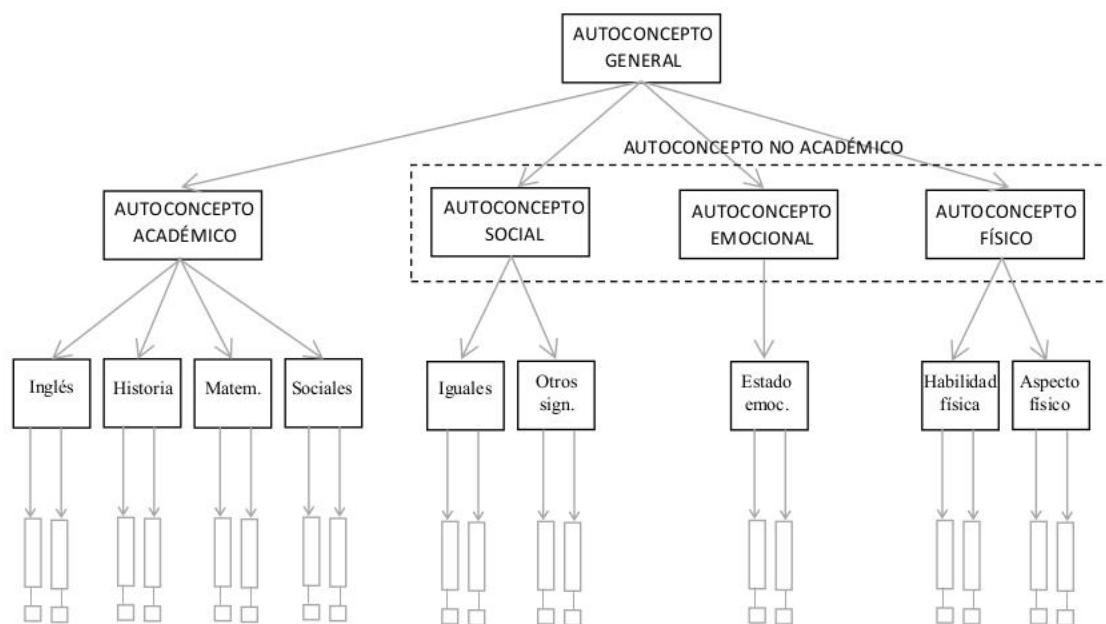 AUTOCONCEPTO
GENERAL
AUTOCONCEPTO NO ACADÉMICO
AUTOCONCEPTO
ACADÉMICO
AUTOCONCEPTO
SOCIAL
AUTOCONCEPTO
EMOCIONAL
AUTOCONCEPTO
FÍSICO
Inglés
Historia
Matem.
Sociales
Iguales
Otros
sign.
Estado
emoc.
Habilidad
física
Aspecto
físico